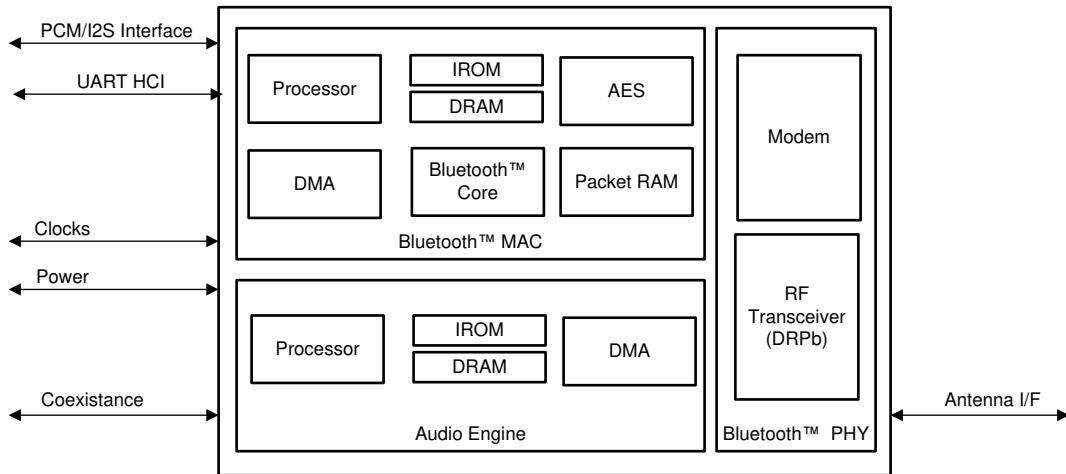 PCM/I2S Interface
UART HCI
Clocks
Power
Coexistance
Processor
IROM
DRAM
AES
DMA
Bluetooth™
Core
Packet RAM
Bluetooth™ MAC
Processor
IROM
DRAM
DMA
Audio Engine
Modem
RF
Transceiver
(DRPb)
Bluetooth™ PHY
Antenna I/F